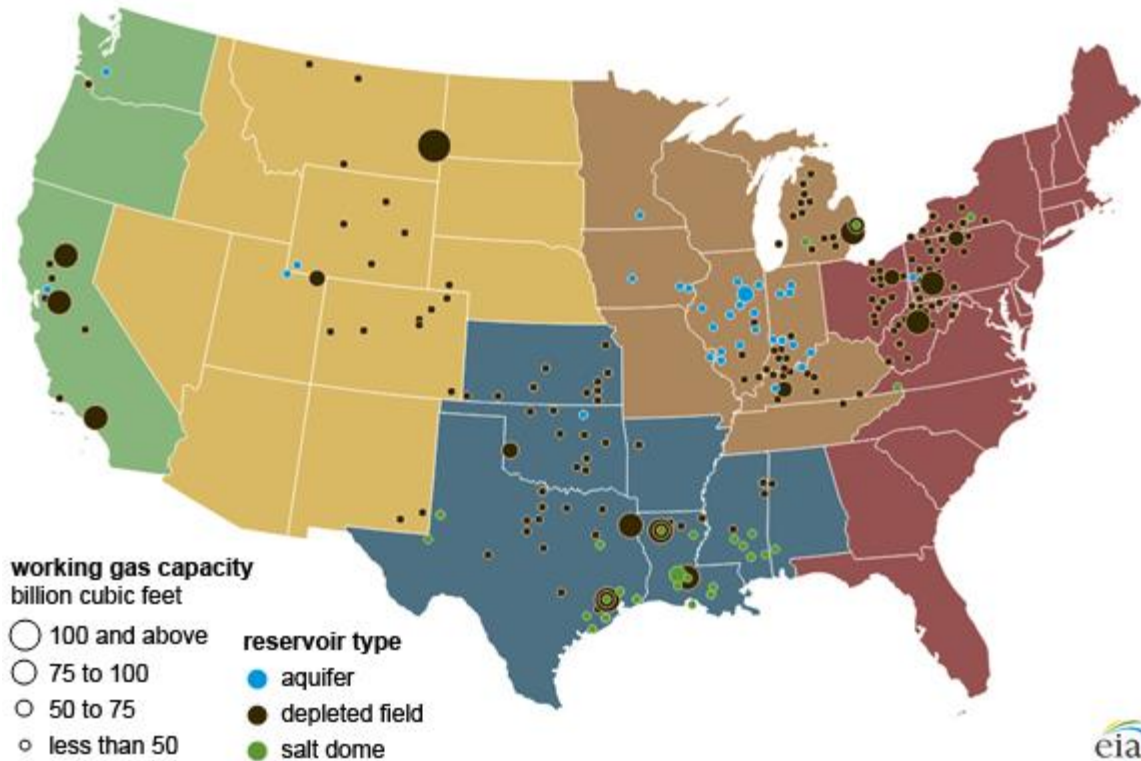 working gas capacity
billion cubic feet
100 and above
75 to 100
50 to 75
less than 50
reservoir type
aquifer
depleted field
salt dome
eia